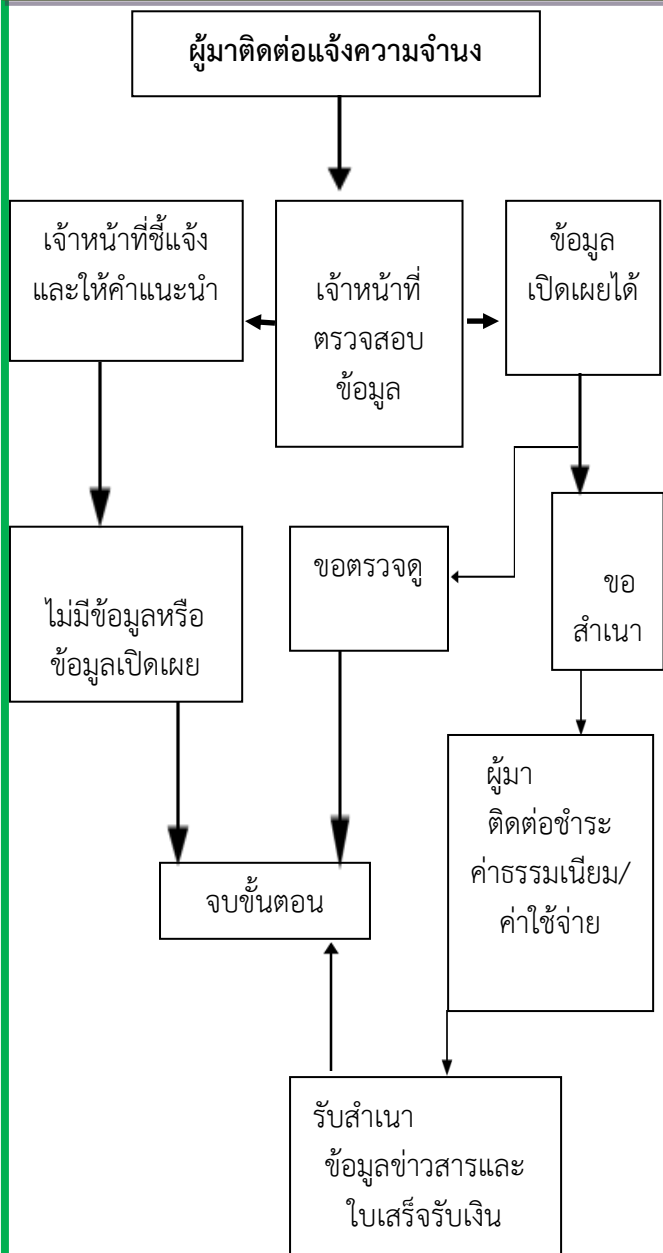 ผู้มาติดต่อแจ้งความจำนง
เจ้าหน้าที่ชี้แจง
และให้คำแนะนำ
เจ้าหน้าที่
ตรวจสอบ
ข้อมูล
ข้อมูล
เปิดเผยได้
ไม่มีข้อมูลหรือ
ข้อมูลเปิดเผย
ขอตรวจดู
ขอ
สำเนา
ผู้มา
ติดต่อชำระ
ค่าธรรมเนียม/
ค่าใช้จ่าย
จบขั้นตอน
รับสำเนา
ข้อมูลข่าวสารและ
ใบเสร็จรับเงิน